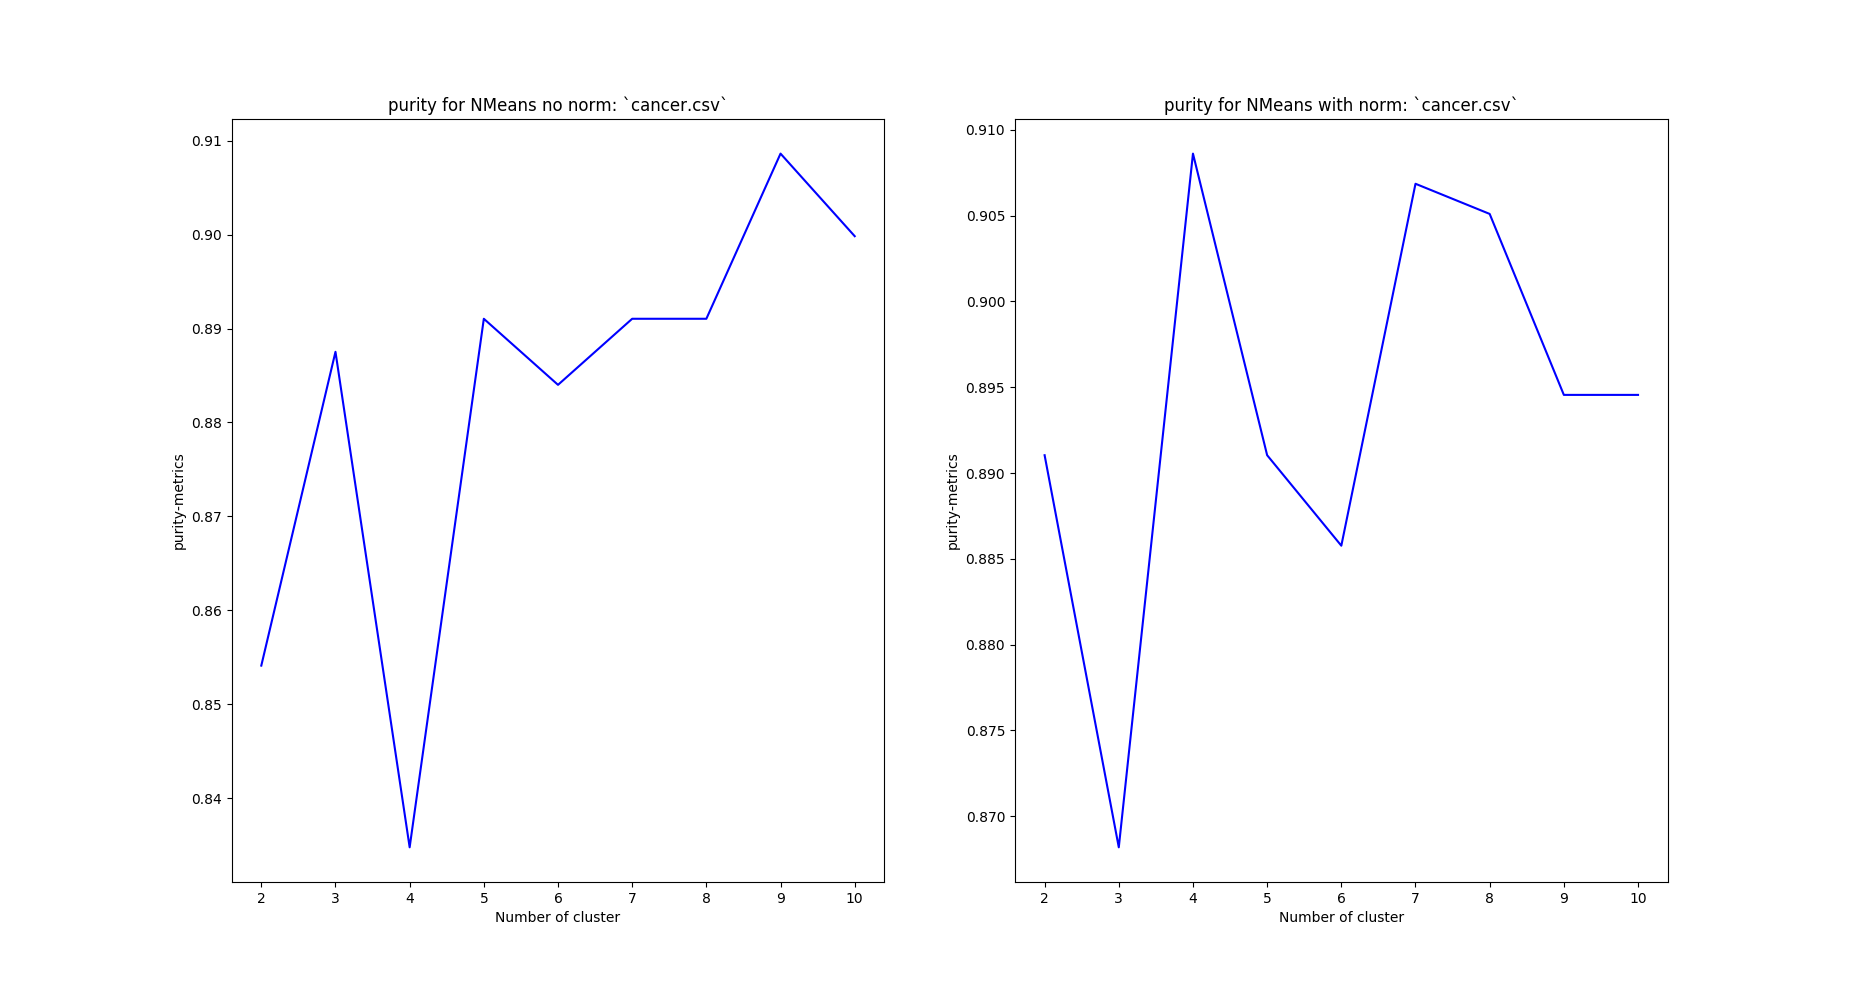 purity for NMeans no norm: `cancer.csv`
0.91
0.90
0.89
0.88
0.87
0.86
0.85
0.84
purity-metrics
2 3 4 5 6 7 8 9 10
Number of cluster
purity for NMeans with norm: `cancer.csv`
0.910
0.905
0.900
0.895
0.890
0.885
0.880
0.875
0.870
purity-metrics
2 3 4 5 6 7 8 9 10
Number of cluster